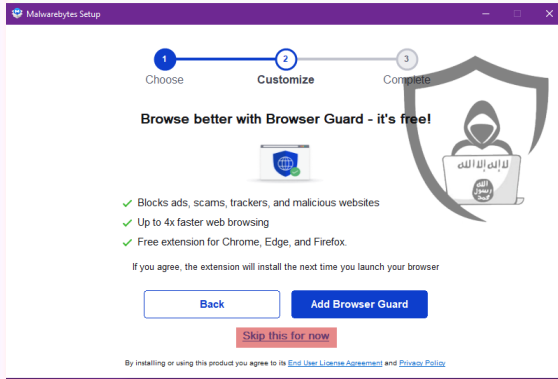 Malwarebytes Setup
1
2
3
Choose
Customize
Complete
Browse better with Browser Guard - it's free!
لا إله إلا الله
الله
رسول
محمد
Blocks ads, scams, trackers, and malicious websites
Up to 4x faster web browsing
Free extension for Chrome, Edge, and Firefox.
If you agree, the extension will install the next time you launch your browser
Back
Add Browser Guard
Skip this for now
By installing or using this product you agree to its End User License Agreement and Privacy Policy